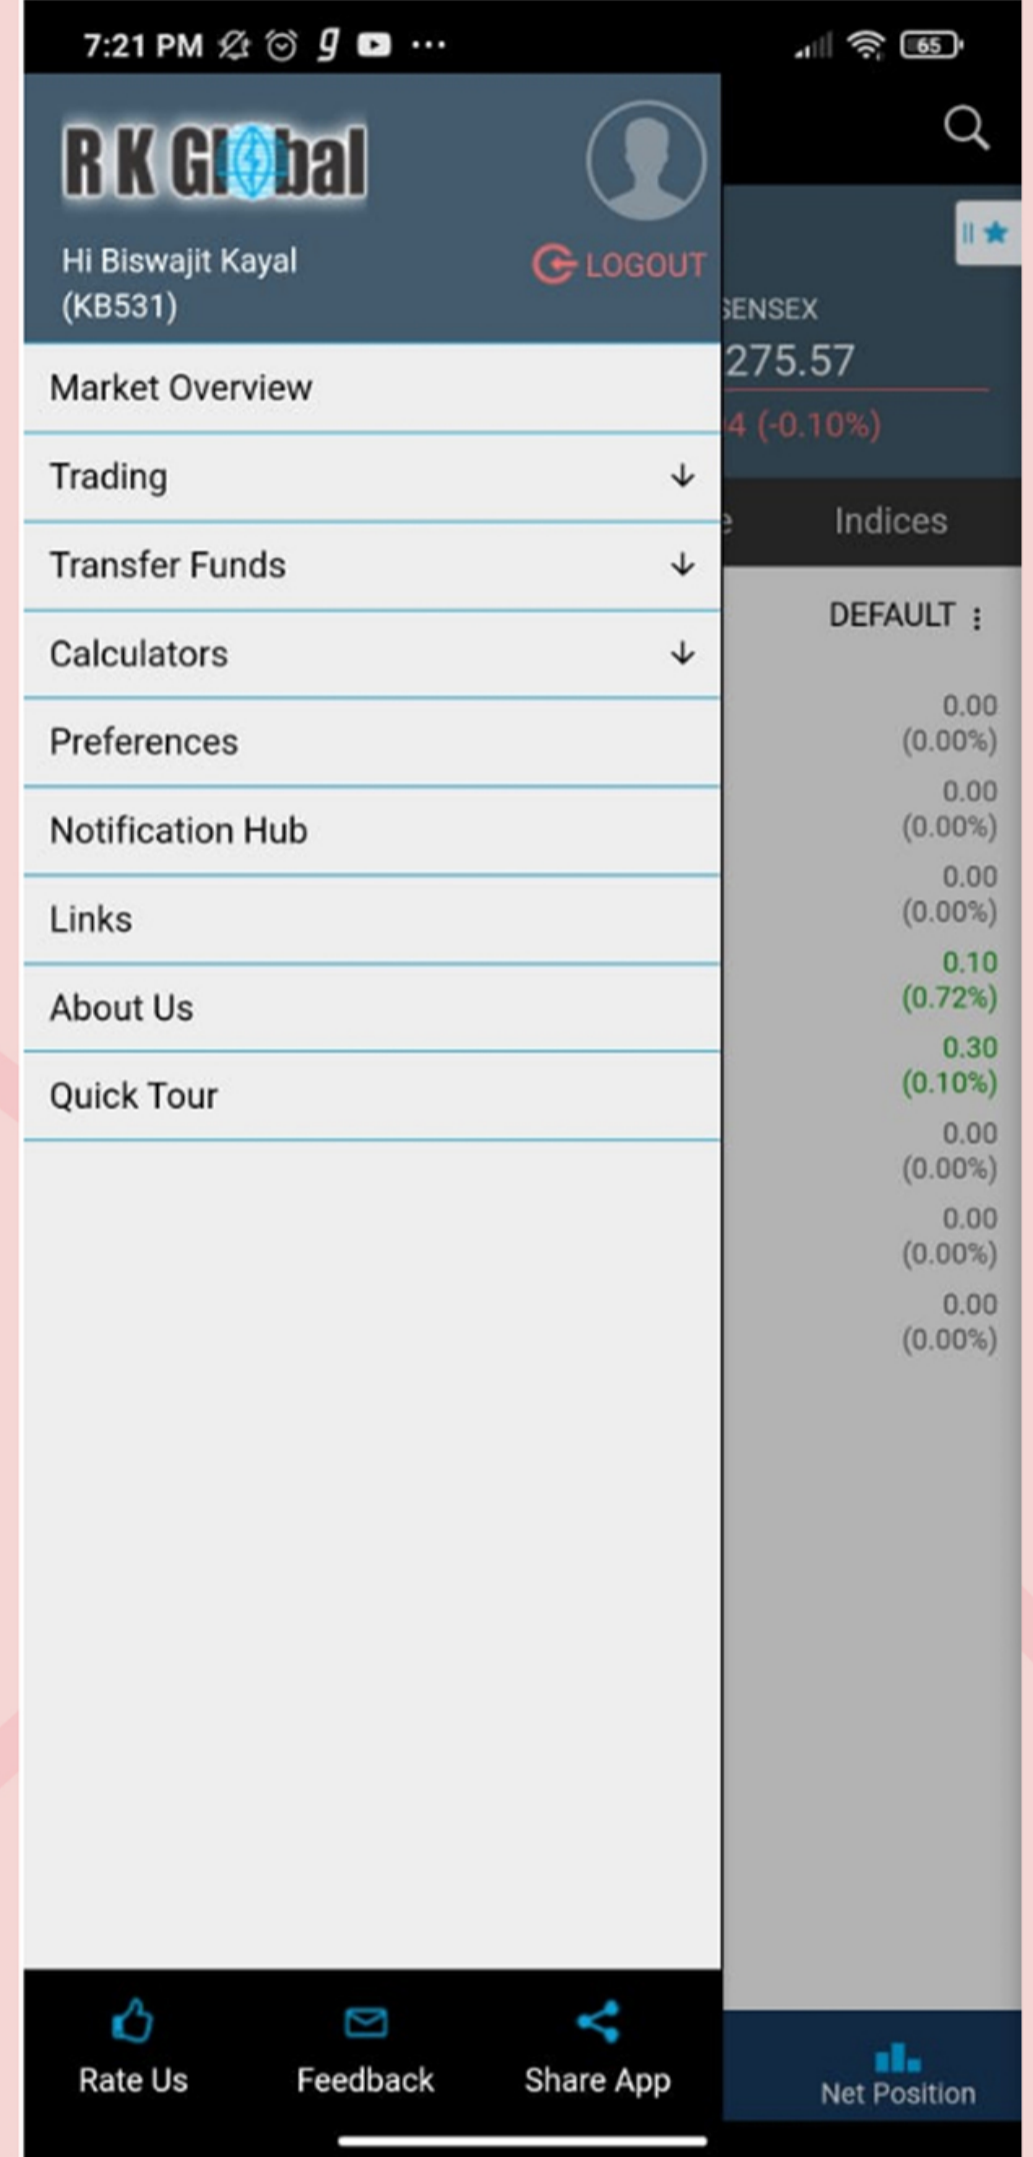 7:21 PM
65
R K Global
Hi Biswajit Kayal
(KB531)
LOGOUT
SENSEX
275.57
4 (-0.10%)
Indices
DEFAULT
Market Overview
Trading
Transfer Funds
Calculators
Preferences
Notification Hub
Links
About Us
Quick Tour
0.00
(0.00%)
0.00
(0.00%)
0.00
(0.00%)
0.10
(0.72%)
0.30
(0.10%)
0.00
(0.00%)
0.00
(0.00%)
0.00
(0.00%)
Rate Us
Feedback
Share App
Net Position